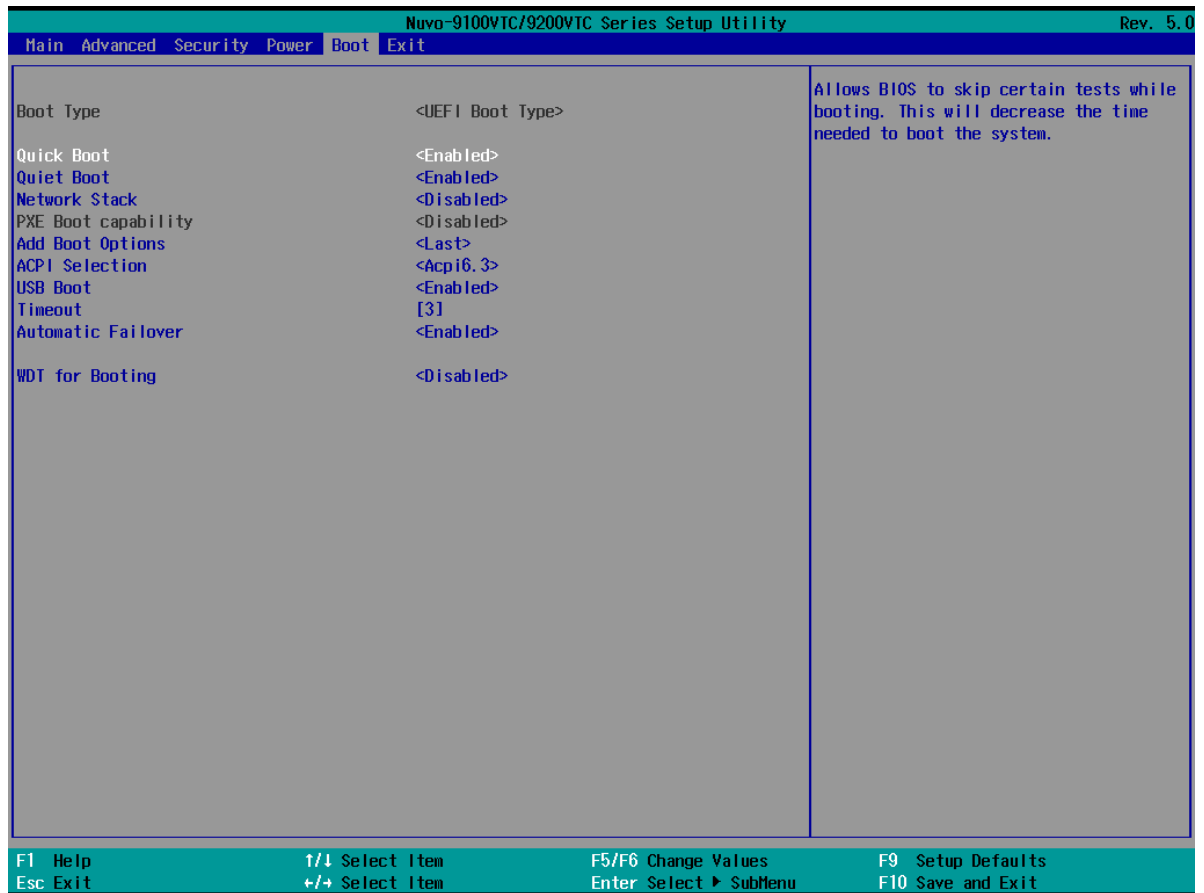 Nuvo-9100VTC/9200VTC Series Setup Utility Rev. 5.0
Main Advanced Security Power Boot Exit
Boot Type <UEFI Boot Type>
Quick Boot <Enabled>
Quiet Boot <Enabled>
Network Stack <Disabled>
PXE Boot capability <Disabled>
Add Boot Options <Last>
ACPI Selection <Acpi6.3>
USB Boot <Enabled>
Timeout [3]
Automatic Failover <Enabled>
WDT for Booting <Disabled>
Allows BIOS to skip certain tests while
booting. This will decrease the time
needed to boot the system.
F1 Help ↑/↓ Select Item F5/F6 Change Values F9 Setup Defaults
Esc Exit ←/→ Select Item Enter Select ▶ SubMenu F10 Save and Exit